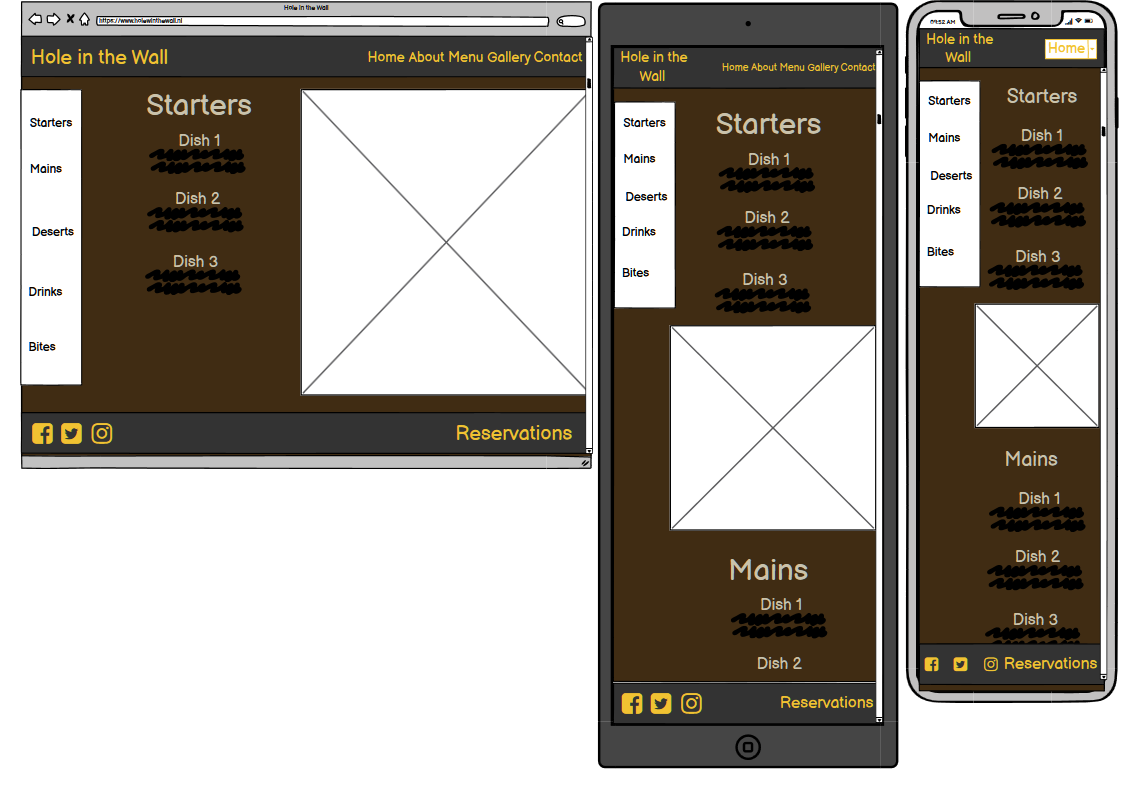 Hole in the Wall
https://www.holewinthewall.nl
Hole in the Wall
Home About Menu Gallery Contact
Starters
Mains
Deserts
Drinks
Bites
Starters
Dish 1
Dish 2
Dish 3
Reservations
Hole in the
Wall
Home About Menu Gallery Contact
Starters
Mains
Deserts
Drinks
Bites
Starters
Dish 1
Dish 2
Dish 3
Mains
Dish 1
Dish 2
Reservations
09:52 AM
Hole in the
Wall
Home
Starters
Mains
Deserts
Drinks
Bites
Starters
Dish 1
Dish 2
Dish 3
Mains
Dish 1
Dish 2
Dish 3
Reservations